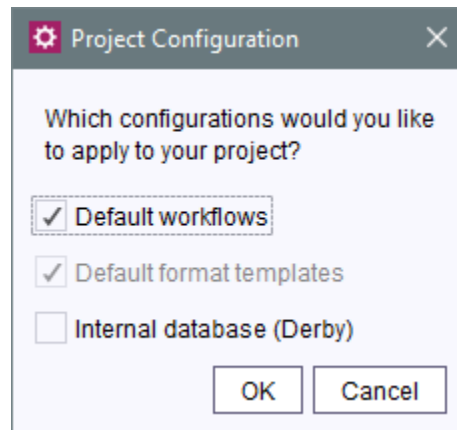 Project Configuration
Which configurations would you like
to apply to your project?
Default workflows
Default format templates
Internal database (Derby)
OK Cancel